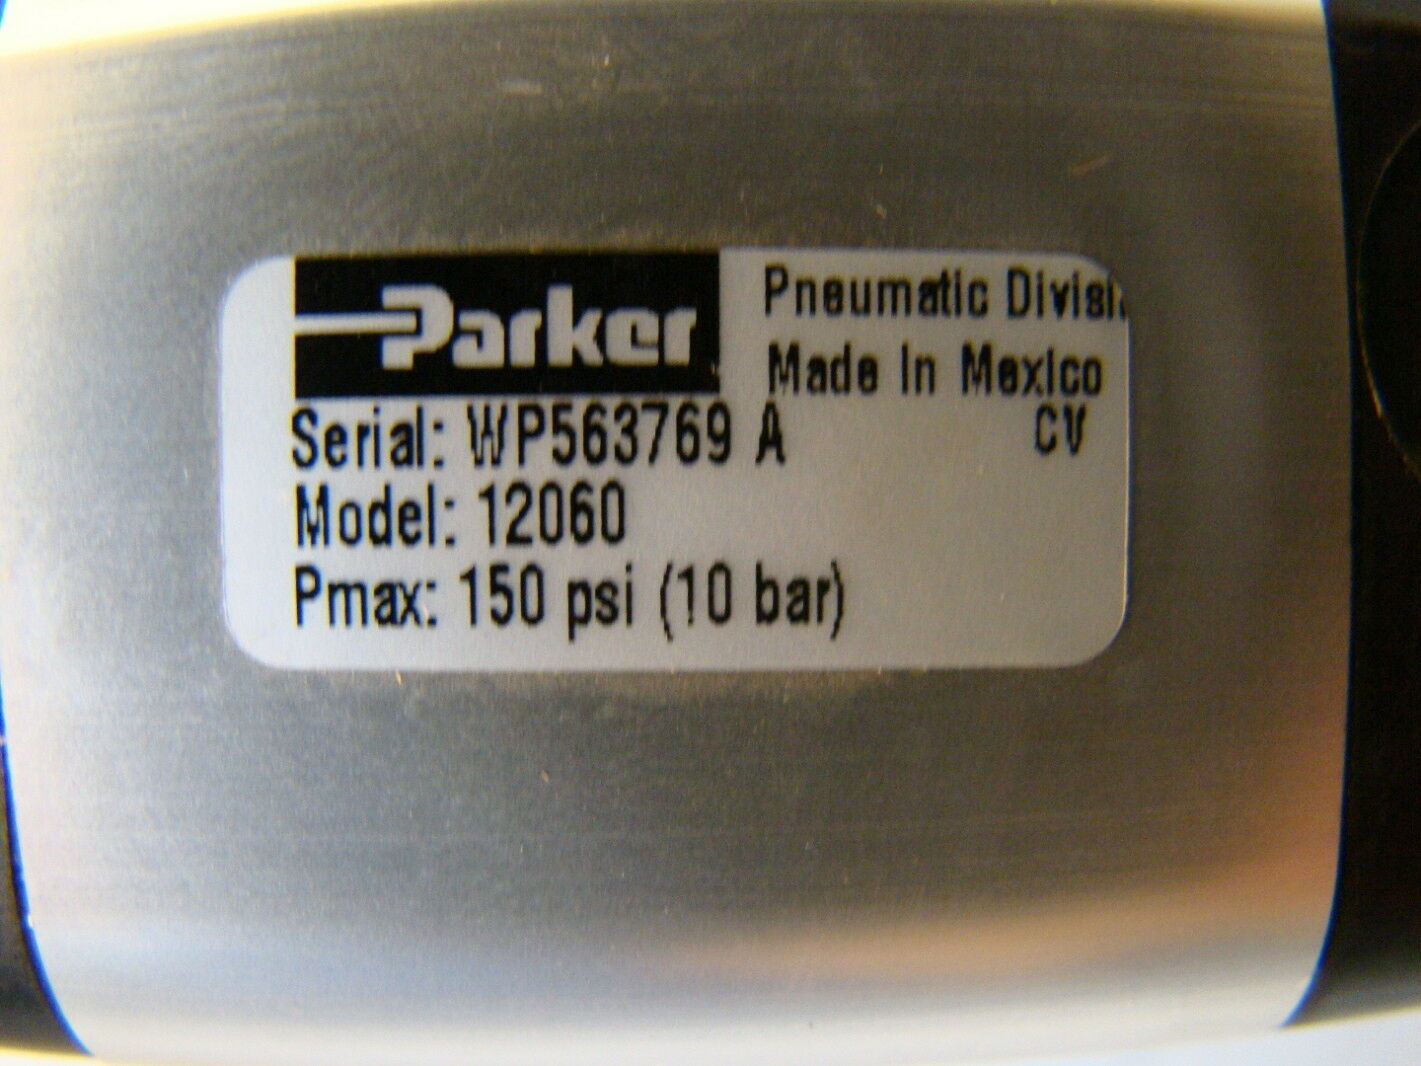 Parker
Pneumatic Divisi
Made in Mexico
Serial: WP563769 A CV
Model: 12060
Pmax: 150 psi (10 bar)